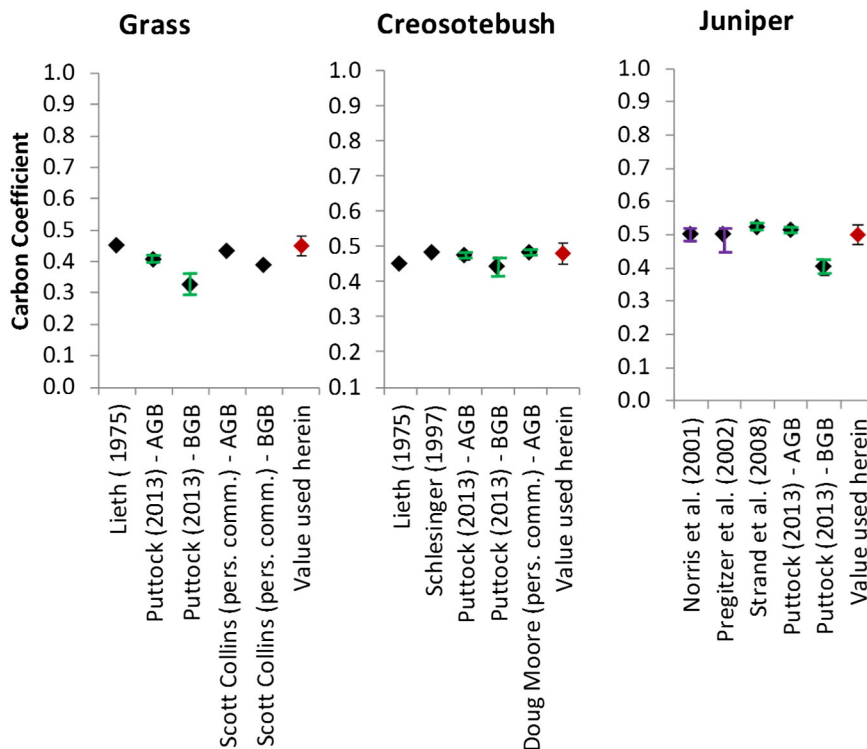 Grass
Creosotebush
Juniper
Carbon Coefficient
1.0
0.9
0.8
0.7
0.6
0.5
0.4
0.3
0.2
0.1
0.0
Lieth ( 1975)
Puttock (2013) - AGB
Puttock (2013) - BGB
Scott Collins (pers. comm.) - AGB
Scott Collins (pers. comm.) - BGB
Value used herein
1.0
0.9
0.8
0.7
0.6
0.5
0.4
0.3
0.2
0.1
Lieth (1975)
Schlesinger (1997)
Puttock (2013) - AGB
Puttock (2013) - BGB
Doug Moore (pers. comm.) - AGB
Value used herein
1.0
0.9
0.8
0.7
0.6
0.5
0.4
0.3
0.2
0.1
0.0
Norris et al. (2001)
Pregitzer et al. (2002)
Strand et al. (2008)
Puttock (2013) - AGB
Puttock (2013) - BGB
Value used herein